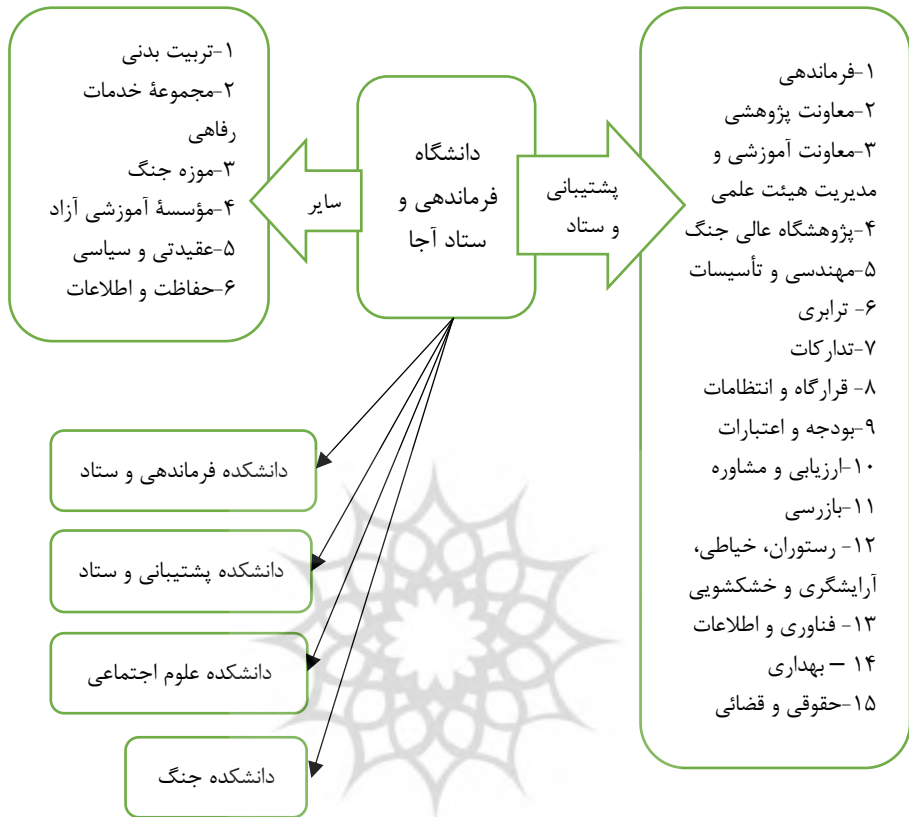 ۱-فرماندهی
۲-معاونت پژوهشی
۳-معاونت آموزشی و
مدیریت هیئت علمی
۴-پژوهشگاه عالی جنگ
۵-مهندسی و تأسیسات
۶- ترابری
۷-تدارکات
۸- قرارگاه و انتظامات
۹-بودجه و اعتبارات
۱۰-ارزیابی و مشاوره
۱۱-بازرسی
۱۲- رستوران، خیاطی،
آرایشگری و خشکشویی
۱۳- فناوری و اطلاعات
۱۴ – بهداری
۱۵-حقوقی و قضائی
پشتیبانی
و ستاد
دانشگاه
فرماندهی و
ستاد آجا
سایر
۱-تربیت بدنی
۲-مجموعۀ خدمات
رفاهی
۳-موزه جنگ
۴-مؤسسۀ آموزشی آزاد
۵-عقیدتی و سیاسی
۶-حفاظت و اطلاعات
دانشکده فرماندهی و ستاد
دانشکده پشتیبانی و ستاد
دانشکده علوم اجتماعی
دانشکده جنگ